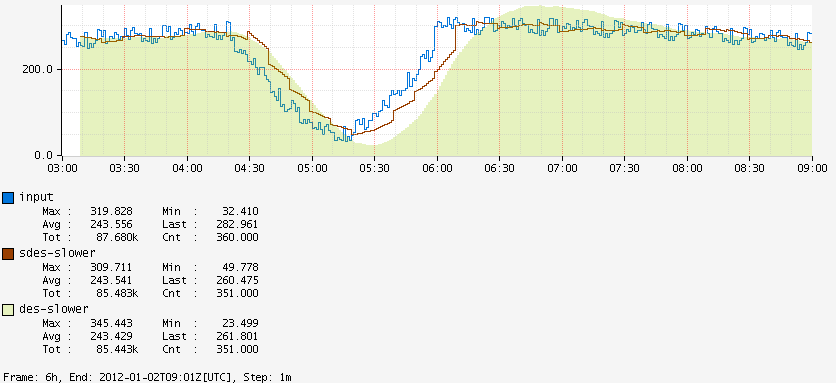 200.0
0.0
03:00 03:30 04:00 04:30 05:00 05:30 06:00 06:30 07:00 07:30 08:00 08:30 09:00
input
Max : 319.828 Min : 32.410
Avg : 243.556 Last : 282.961
Tot : 87.680k Cnt : 360.000
sdes-slower
Max : 309.711 Min : 49.778
Avg : 243.541 Last : 260.475
Tot : 85.483k Cnt : 351.000
des-slower
Max : 345.443 Min : 23.499
Avg : 243.429 Last : 261.801
Tot : 85.443k Cnt : 351.000
Frame: 6h, End: 2012-01-02T09:01Z[UTC], Step: 1m